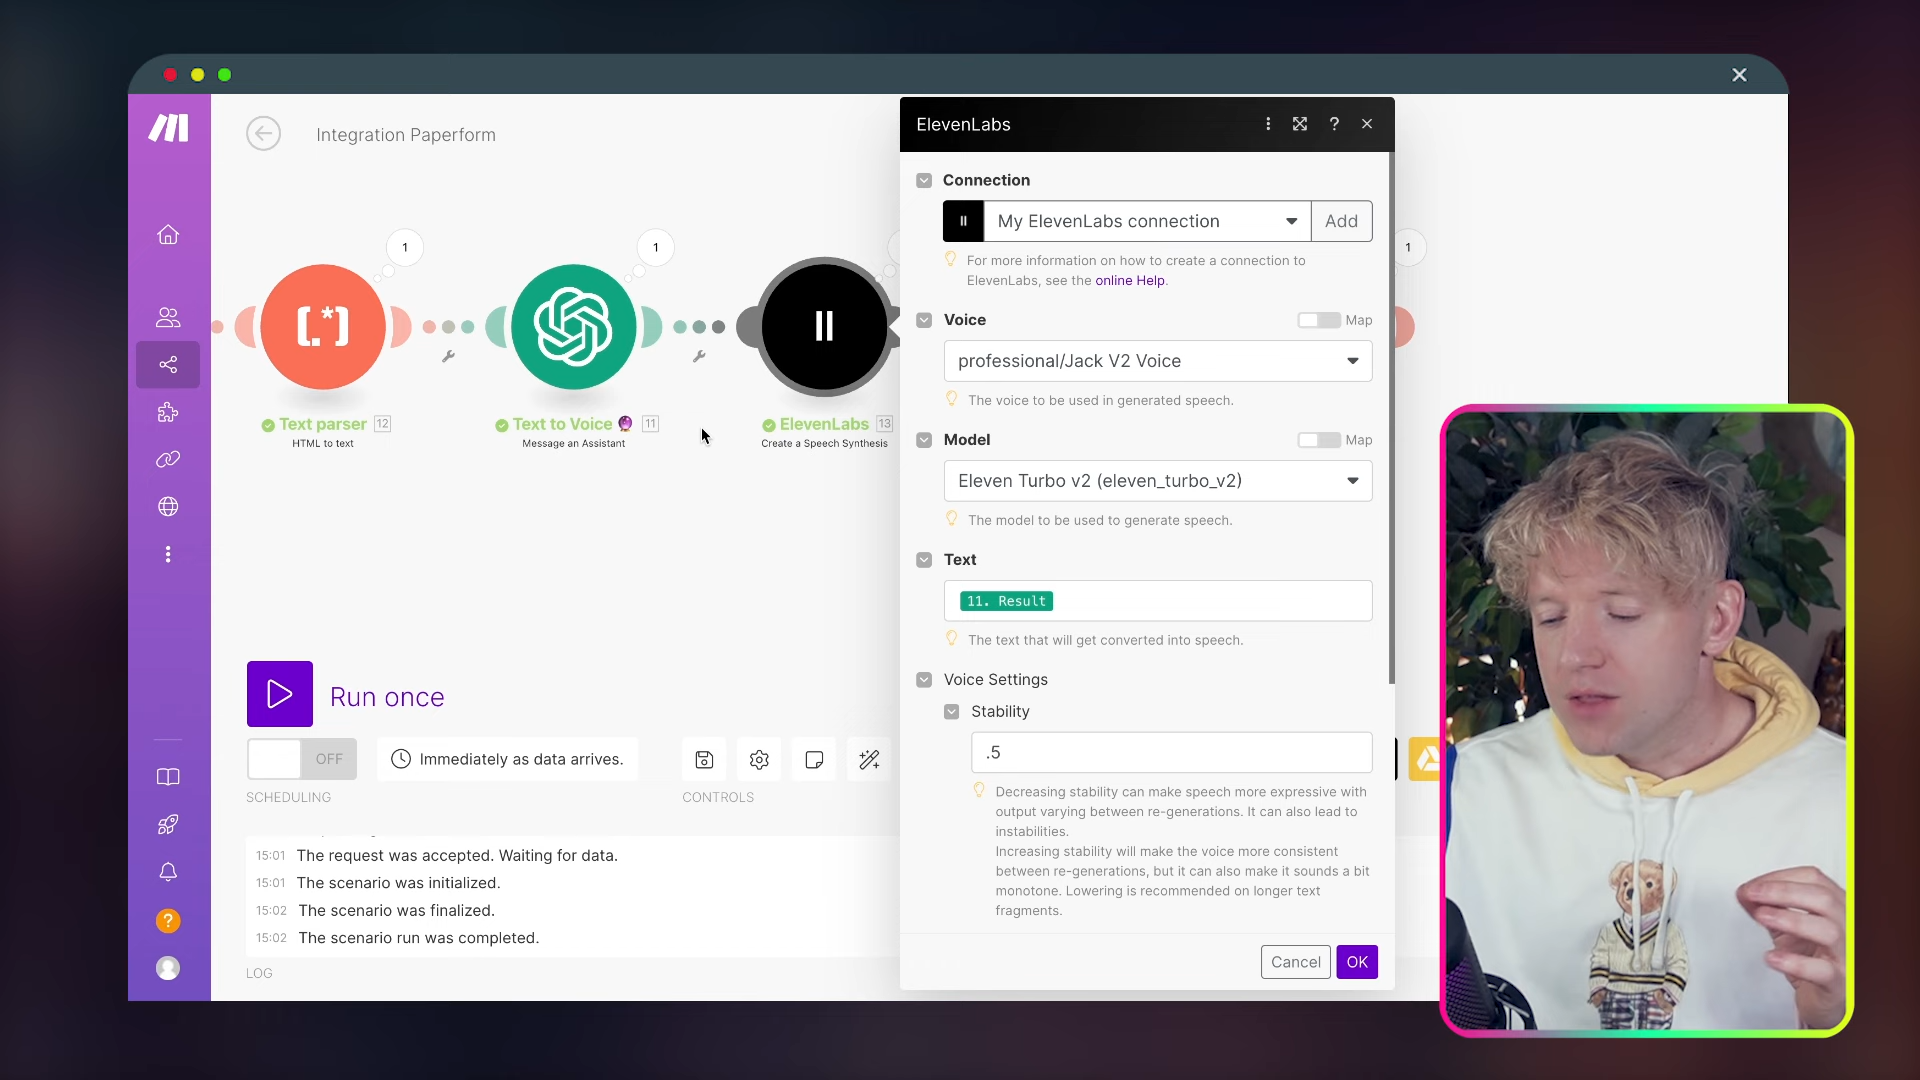 Integration Paperform
ElevenLabs
?
Connection
My ElevenLabs connection
Add
For more information on how to create a connection to
ElevenLabs, see the online Help.
Voice
Map
professional/Jack V2 Voice
The voice to be used in generated speech.
Model
Map
Eleven Turbo v2 (eleven_turbo_v2)
The model to be used to generate speech.
Text
11. Result
The text that will get converted into speech.
Voice Settings
Stability
.5
Decreasing stability can make speech more expressive with
output varying between re-generations. It can also lead to
instabilities.
Increasing stability will make the voice more consistent
between re-generations, but it can also make it sounds a bit
monotone. Lowering is recommended on longer text
fragments.
Cancel
OK
1
1
1
[.*]
Text parser 12
HTML to text
Text to Voice 🔮 11
Message an Assistant
ElevenLabs 13
Create a Speech Synthesis
Run once
OFF
Immediately as data arrives.
SCHEDULING
CONTROLS
15:01 The request was accepted. Waiting for data.
15:01 The scenario was initialized.
15:02 The scenario was finalized.
15:02 The scenario run was completed.
LOG
?